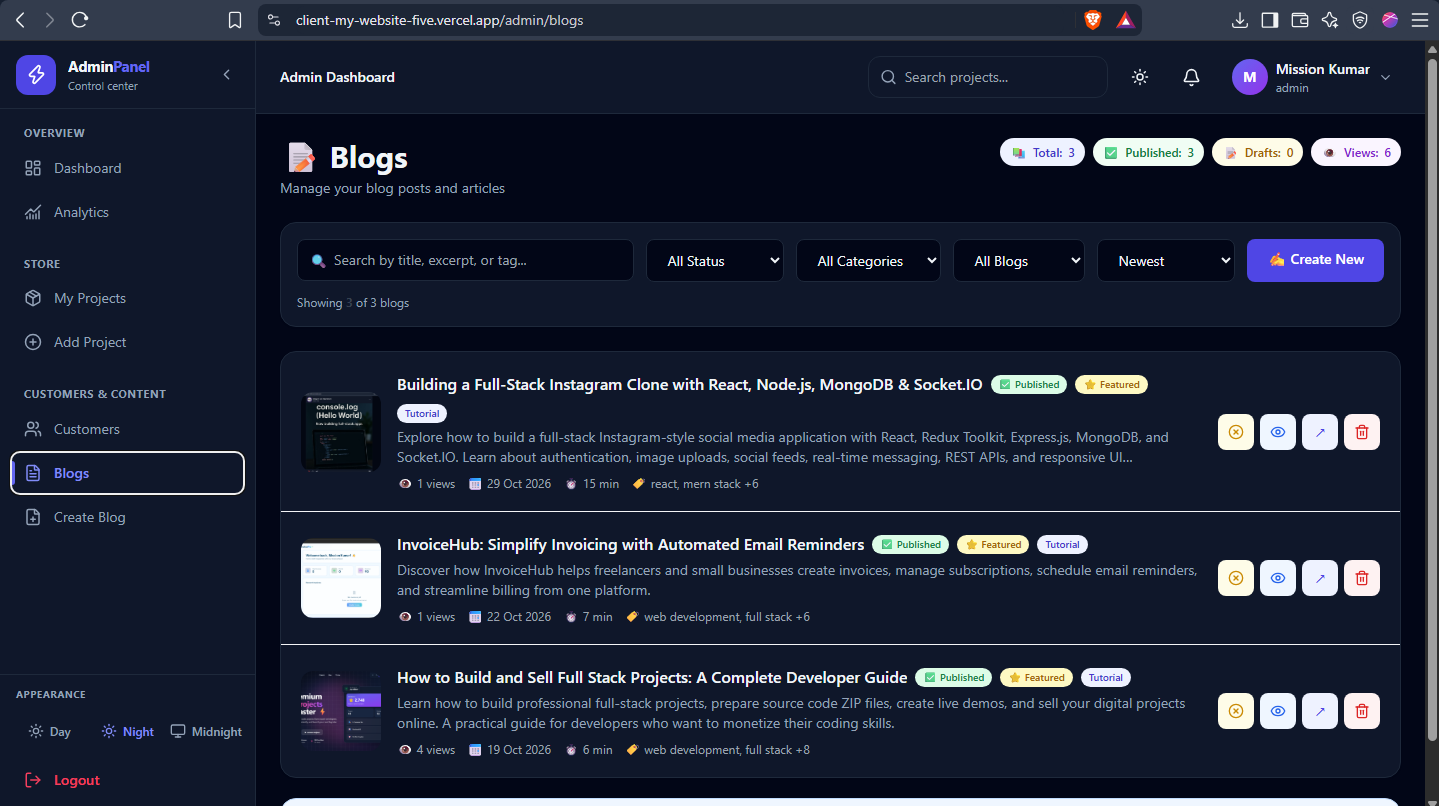 client-my-website-five.vercel.app/admin/blogs
AdminPanel
Control center
Admin Dashboard
Search projects...
M
Mission Kumar
admin
OVERVIEW
Dashboard
Analytics
STORE
My Projects
Add Project
CUSTOMERS & CONTENT
Customers
Blogs
Create Blog
APPEARANCE
Day
Night
Midnight
Logout
Blogs
Manage your blog posts and articles
Total: 3
Published: 3
Drafts: 0
Views: 6
Search by title, excerpt, or tag...
All Status
All Categories
All Blogs
Newest
Create New
Showing 3 of 3 blogs
console.log
(Hello World)
Building a Full-Stack Instagram Clone with React, Node.js, MongoDB & Socket.IO
Published
Featured
Tutorial
Explore how to build a full-stack Instagram-style social media application with React, Redux Toolkit, Express.js, MongoDB, and
Socket.IO. Learn about authentication, image uploads, social feeds, real-time messaging, REST APIs, and responsive UI...
1 views
29 Oct 2026
15 min
react, mern stack +6
InvoiceHub: Simplify Invoicing with Automated Email Reminders
Published
Featured
Tutorial
Discover how InvoiceHub helps freelancers and small businesses create invoices, manage subscriptions, schedule email reminders,
and streamline billing from one platform.
1 views
22 Oct 2026
7 min
web development, full stack +6
How to Build and Sell Full Stack Projects: A Complete Developer Guide
Published
Featured
Tutorial
Learn how to build professional full-stack projects, prepare source code ZIP files, create live demos, and sell your digital projects
online. A practical guide for developers who want to monetize their coding skills.
4 views
19 Oct 2026
6 min
web development, full stack +8